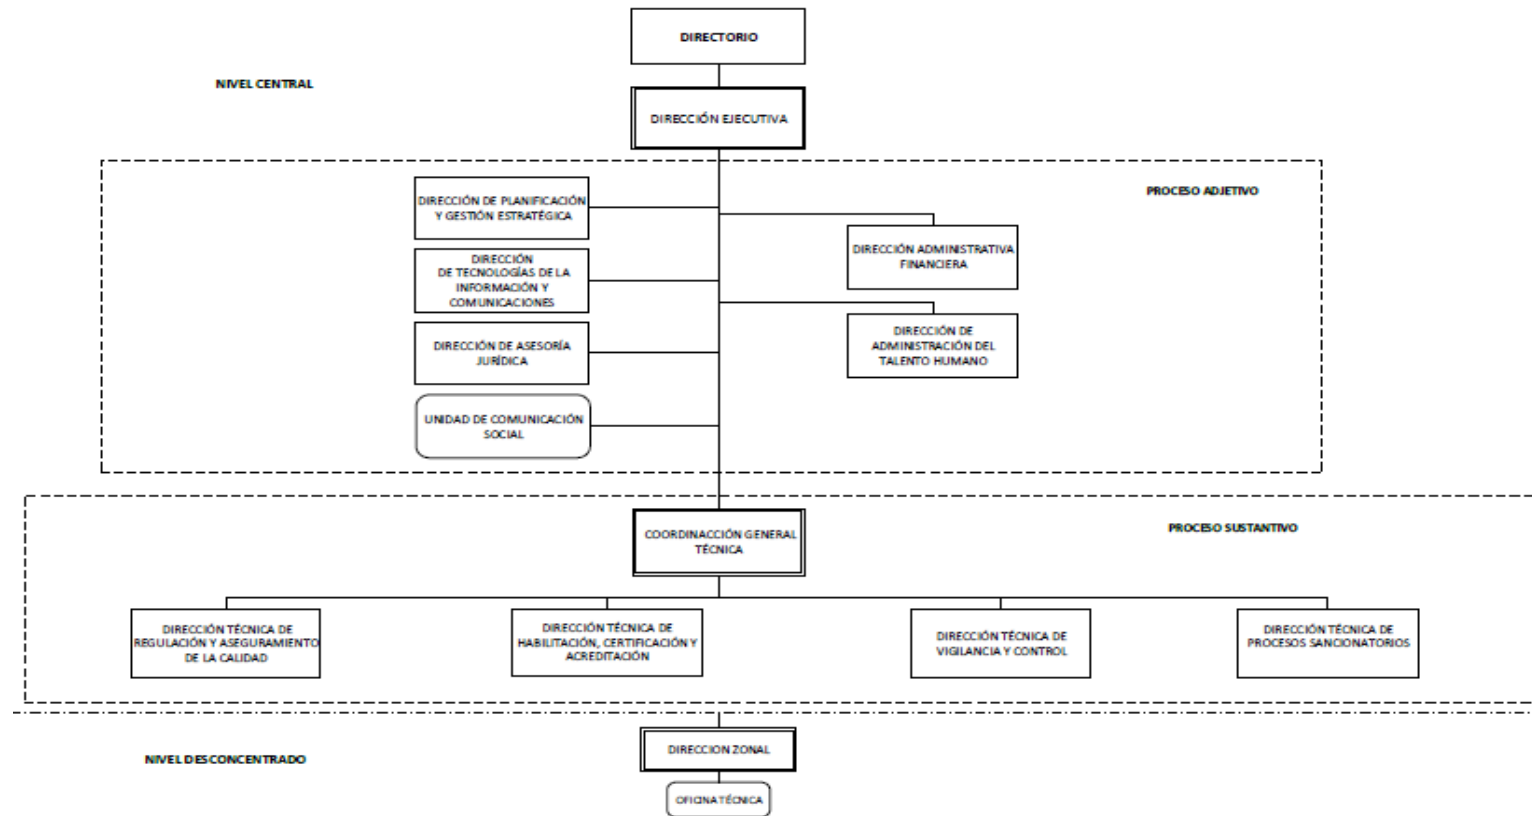 DIRECTORIO
NIVEL CENTRAL
DIRECCIÓN EJECUTIVA
PROCESO ADJETIVO
DIRECCIÓN DE PLANIFICACIÓN
Y GESTIÓN ESTRATÉGICA
DIRECCIÓN ADMINISTRATIVA
FINANCIERA
DIRECCIÓN
DE TECNOLOGÍAS DE LA
INFORMACIÓN Y
COMUNICACIONES
DIRECCIÓN DE
ADMINISTRACIÓN DEL
TALENTO HUMANO
DIRECCIÓN DE ASESORÍA
JURÍDICA
UNIDAD DE COMUNICACIÓN
SOCIAL
PROCESO SUSTANTIVO
COORDINACCIÓN GENERAL
TÉCNICA
DIRECCIÓN TÉCNICA DE
REGULACIÓN Y ASEGURAMIENTO
DE LA CALIDAD
DIRECCIÓN TÉCNICA DE
HABILITACIÓN, CERTIFICACIÓN Y
ACREDITACIÓN
DIRECCIÓN TÉCNICA DE
VIGILANCIA Y CONTROL
DIRECCIÓN TÉCNICA DE
PROCESOS SANCIONATORIOS
DIRECCION ZONAL
NIVEL DESCONCENTRADO
OFICINA TÉCNICA